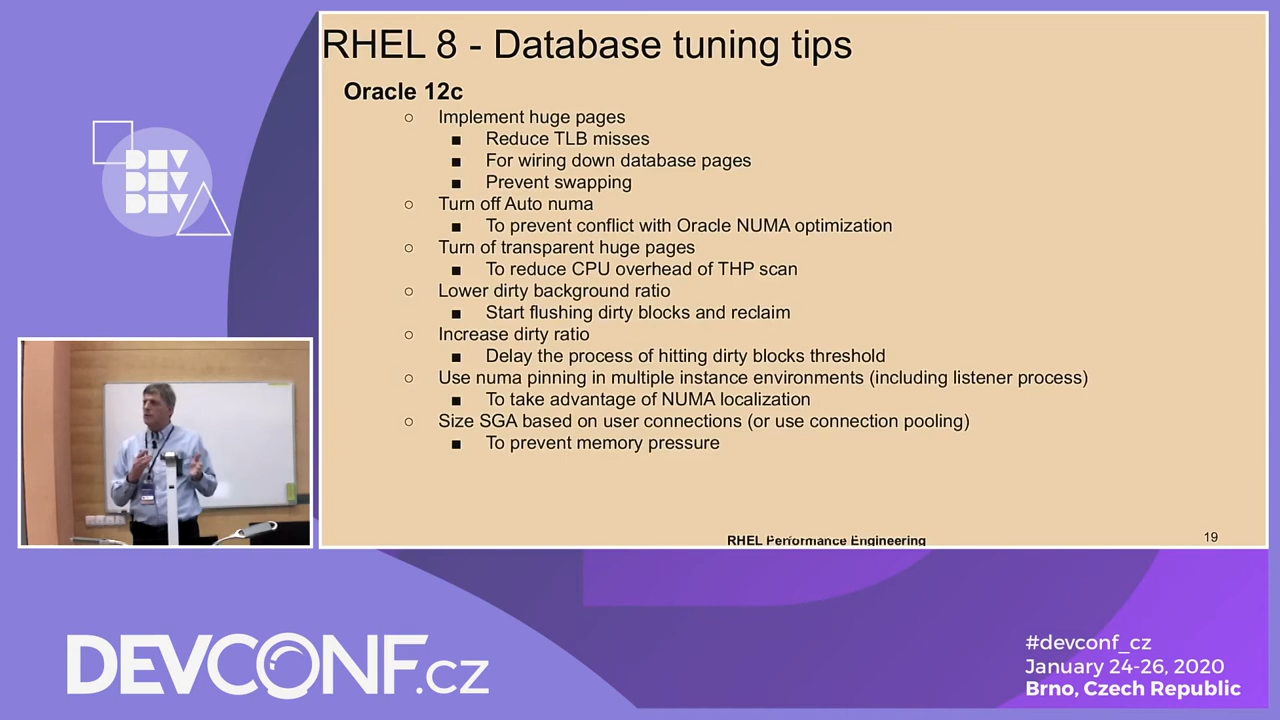 RHEL 8 - Database tuning tips
Oracle 12c
○ Implement huge pages
■ Reduce TLB misses
■ For wiring down database pages
■ Prevent swapping
○ Turn off Auto numa
■ To prevent conflict with Oracle NUMA optimization
○ Turn of transparent huge pages
■ To reduce CPU overhead of THP scan
○ Lower dirty background ratio
■ Start flushing dirty blocks and reclaim
○ Increase dirty ratio
■ Delay the process of hitting dirty blocks threshold
○ Use numa pinning in multiple instance environments (including listener process)
■ To take advantage of NUMA localization
○ Size SGA based on user connections (or use connection pooling)
■ To prevent memory pressure
RHEL Performance Engineering
19
DEV
DEV
DEV
DEVCONF.CZ
#devconf_cz
January 24-26, 2020
Brno, Czech Republic